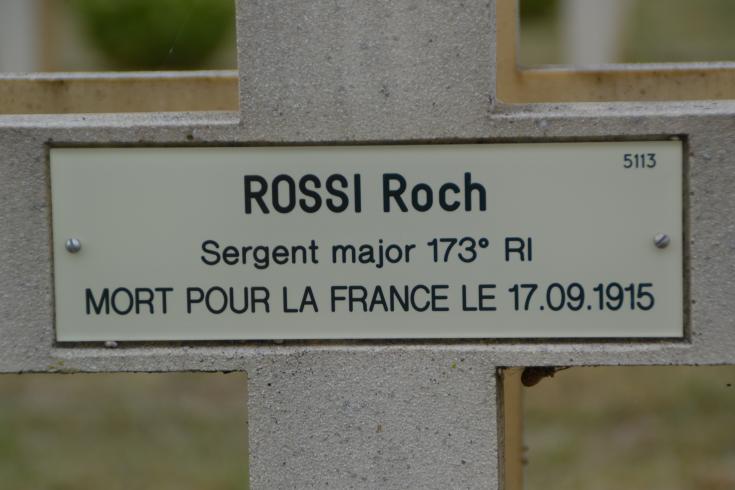 5113
ROSSI Roch
Sergent major 173° RI
MORT POUR LA FRANCE LE 17.09.1915